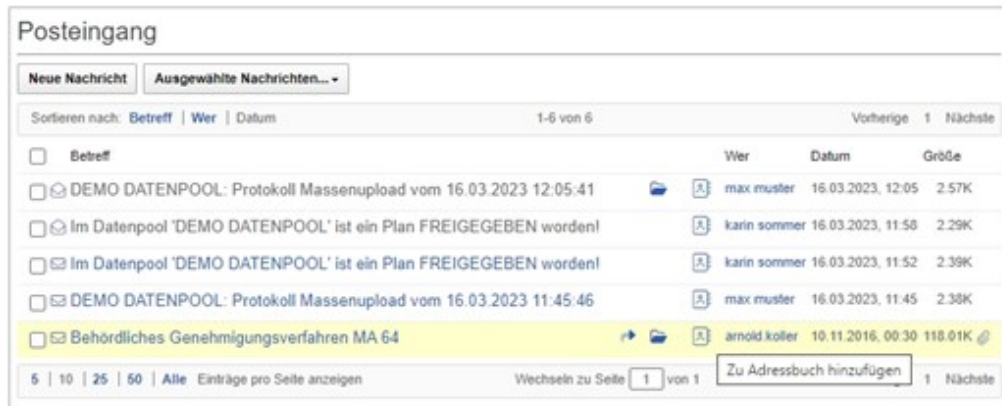 Posteingang
Neue Nachricht Ausgewählte Nachrichten...
Sortieren nach: Betreff | Wer | Datum 1-6 von 6 Vorherige 1 Nächste
Betreff Wer Datum Größe
DEMO DATENPOOL: Protokoll Massenupload vom 16.03.2023 12:05:41 max muster 16.03.2023, 12:05 2.57K
Im Datenpool 'DEMO DATENPOOL' ist ein Plan FREIGEGEBEN worden! karin sommer 16.03.2023, 11:58 2.29K
Im Datenpool 'DEMO DATENPOOL' ist ein Plan FREIGEGEBEN worden! karin sommer 16.03.2023, 11:52 2.39K
DEMO DATENPOOL: Protokoll Massenupload vom 16.03.2023 11:45:46 max muster 16.03.2023, 11:45 2.38K
Behördliches Genehmigungsverfahren MA 64 arnold.koller 10.11.2016, 00:30 118.01K
5 | 10 | 25 | 50 | Alle Einträge pro Seite anzeigen Wechseln zu Seite 1 von 1 Zu Adressbuch hinzufügen 1 Nächste